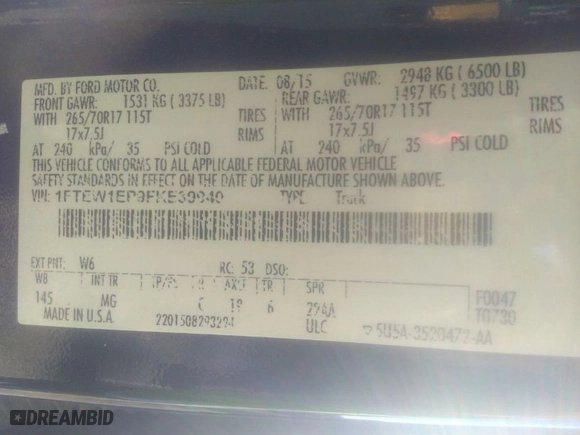 MFD. BY FORD MOTOR CO. DATE: 08/15 GVWR: 2948 KG ( 6500 LB)
FRONT GAWR: 1531 KG ( 3375 LB) REAR GAWR: 1497 KG ( 3300 LB)
WITH 265/70R17 115T TIRES WITH 265/70R17 115T TIRES
17x7.5J RIMS 17x7.5J RIMS
AT 240 kPa/ 35 PSI COLD AT 240 kPa/ 35 PSI COLD
THIS VEHICLE CONFORMS TO ALL APPLICABLE FEDERAL MOTOR VEHICLE
SAFETY STANDARDS IN EFFECT ON THE DATE OF MANUFACTURE SHOWN ABOVE.
VIN: TYPE: Truck
EXT PNT: W6 RC: 53 DSO:
WB INT TR AXLE TR SPR
145 MG 19 6 F0047
T0730
MADE IN U.S.A. 2201508293294 ULC
DREAMBID